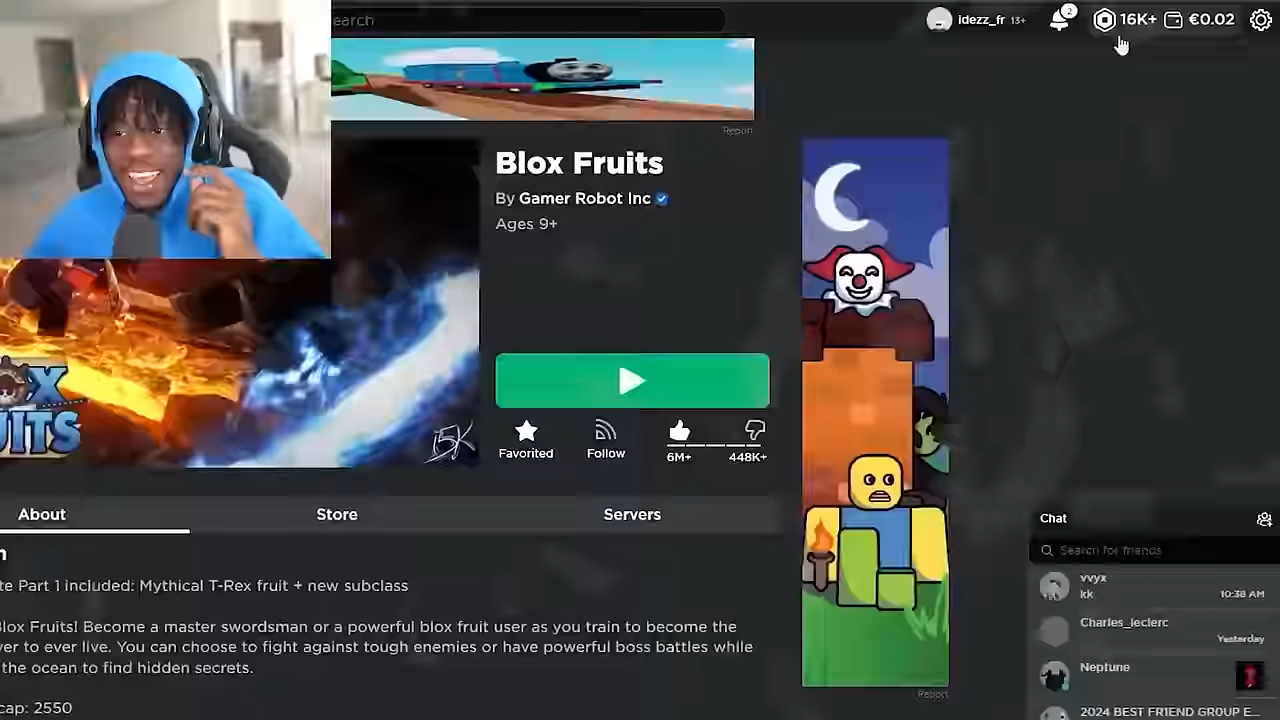 earch
idezz_fr 13+
2
16K+
€0.02
Report
Blox Fruits
By Gamer Robot Inc
Ages 9+
X
UITS
Favorited
Follow
6M+
448K+
About
Store
Servers
n
te Part 1 included: Mythical T-Rex fruit + new subclass
Blox Fruits! Become a master swordsman or a powerful blox fruit user as you train to become the
ver to ever live. You can choose to fight against tough enemies or have powerful boss battles while
the ocean to find hidden secrets.
cap: 2550
Report
Chat
Search for friends
vvyx
kk
10:38 AM
Charles_leclerc
Yesterday
Neptune
2024 BEST FRIEND GROUP E...